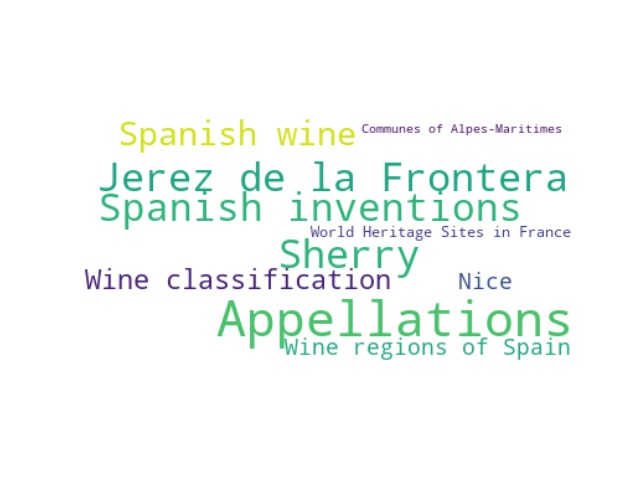 Spanish wine
Communes of Alpes-Maritimes
Jerez de la Frontera
Spanish inventions
World Heritage Sites in France
Sherry
Wine classification
Nice
Appellations
Wine regions of Spain